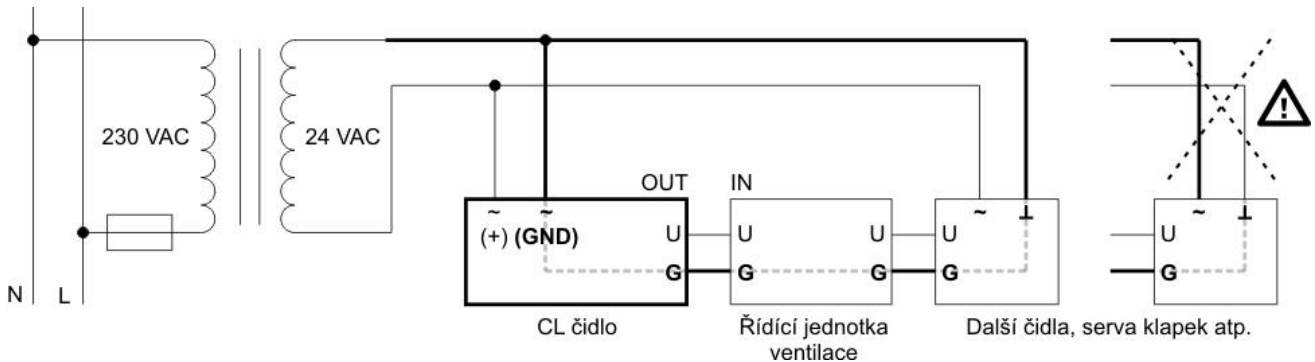 230 VAC
24 VAC
OUT
IN
~
~
~
⊥
~
⊥
(+) (GND)
U
U
U
U
U
G
G
G
G
G
N
L
CL čidlo
Řídící jednotka
ventilace
Další čidla, serva klapek atp.